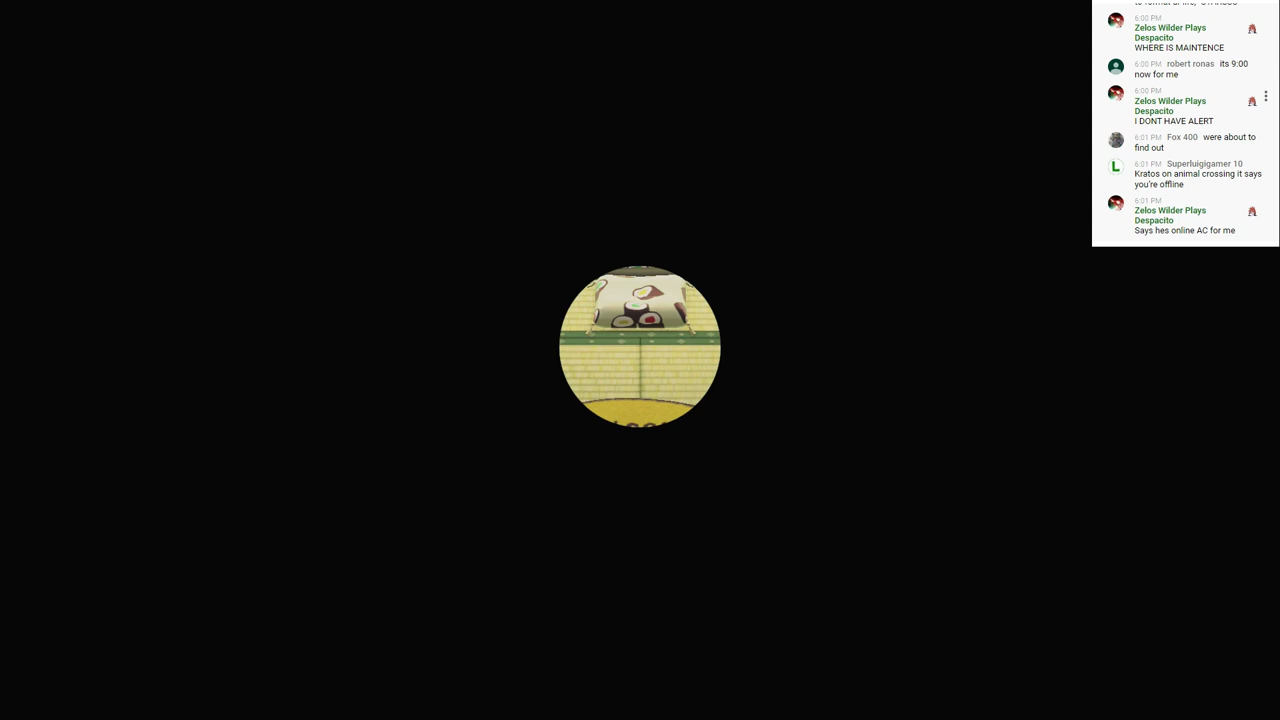 6:00 PM
Zelos Wilder Plays
Despacito
WHERE IS MAINTENCE
6:00 PM robert ronas its 9:00
now for me
6:00 PM
Zelos Wilder Plays
Despacito
I DONT HAVE ALERT
6:01 PM Fox 400 were about to
find out
6:01 PM Superluigigamer 10
Kratos on animal crossing it says
you're offline
6:01 PM
Zelos Wilder Plays
Despacito
Says hes online AC for me